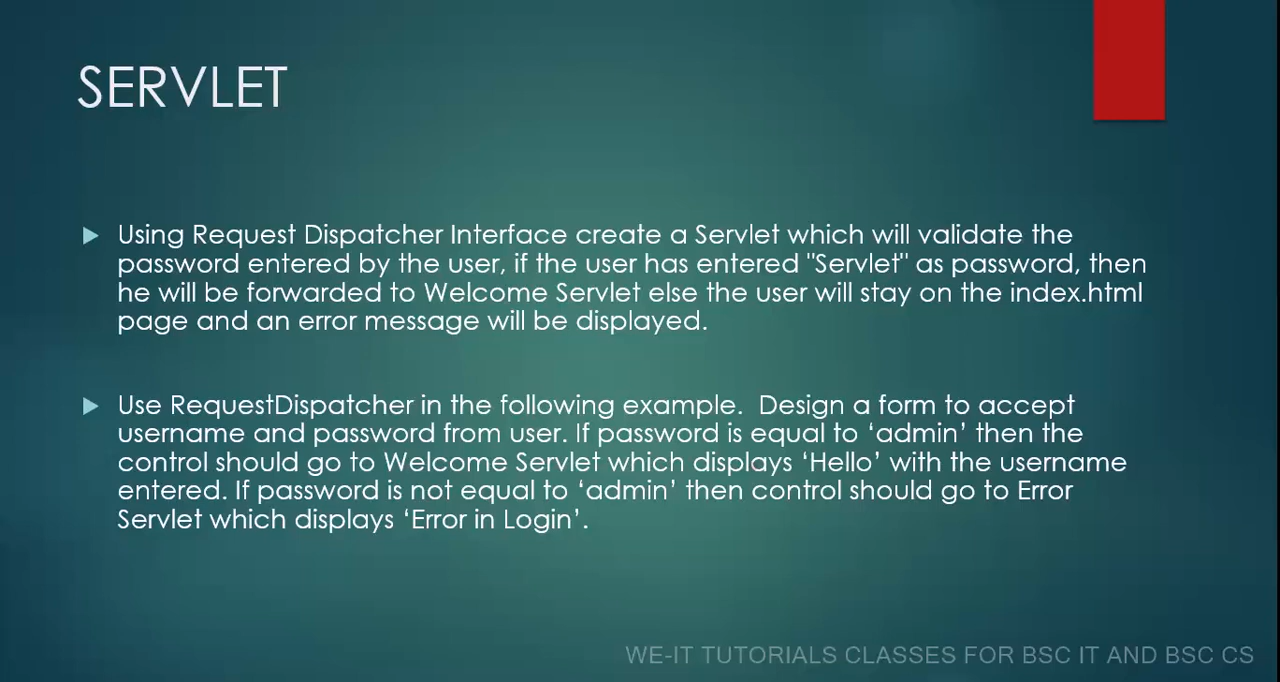 SERVLET
Using Request Dispatcher Interface create a Servlet which will validate the
password entered by the user, if the user has entered "Servlet" as password, then
he will be forwarded to Welcome Servlet else the user will stay on the index.html
page and an error message will be displayed.
Use RequestDispatcher in the following example.  Design a form to accept
username and password from user. If password is equal to ‘admin’ then the
control should go to Welcome Servlet which displays ‘Hello’ with the username
entered. If password is not equal to ‘admin’ then control should go to Error
Servlet which displays ‘Error in Login’.
WE-IT TUTORIALS CLASSES FOR BSC IT AND BSC CS